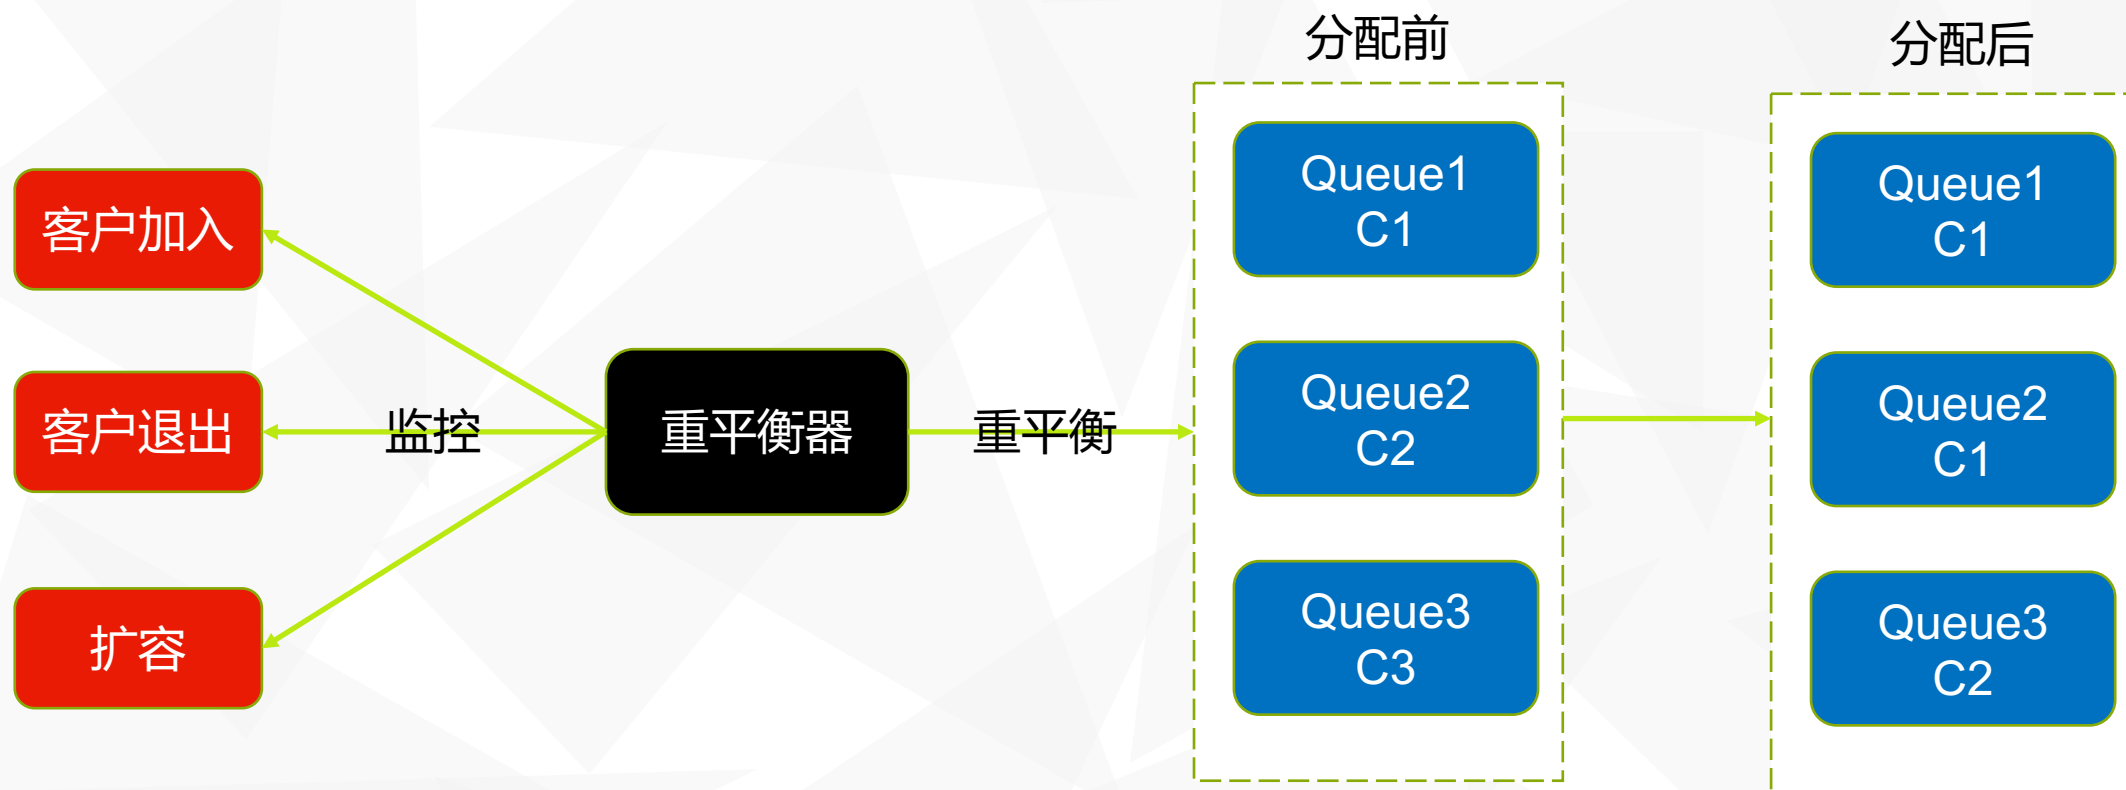 客户加入
客户退出
扩容
监控
重平衡器
重平衡
分配前
Queue1
C1
Queue2
C2
Queue3
C3
分配后
Queue1
C1
Queue2
C1
Queue3
C2